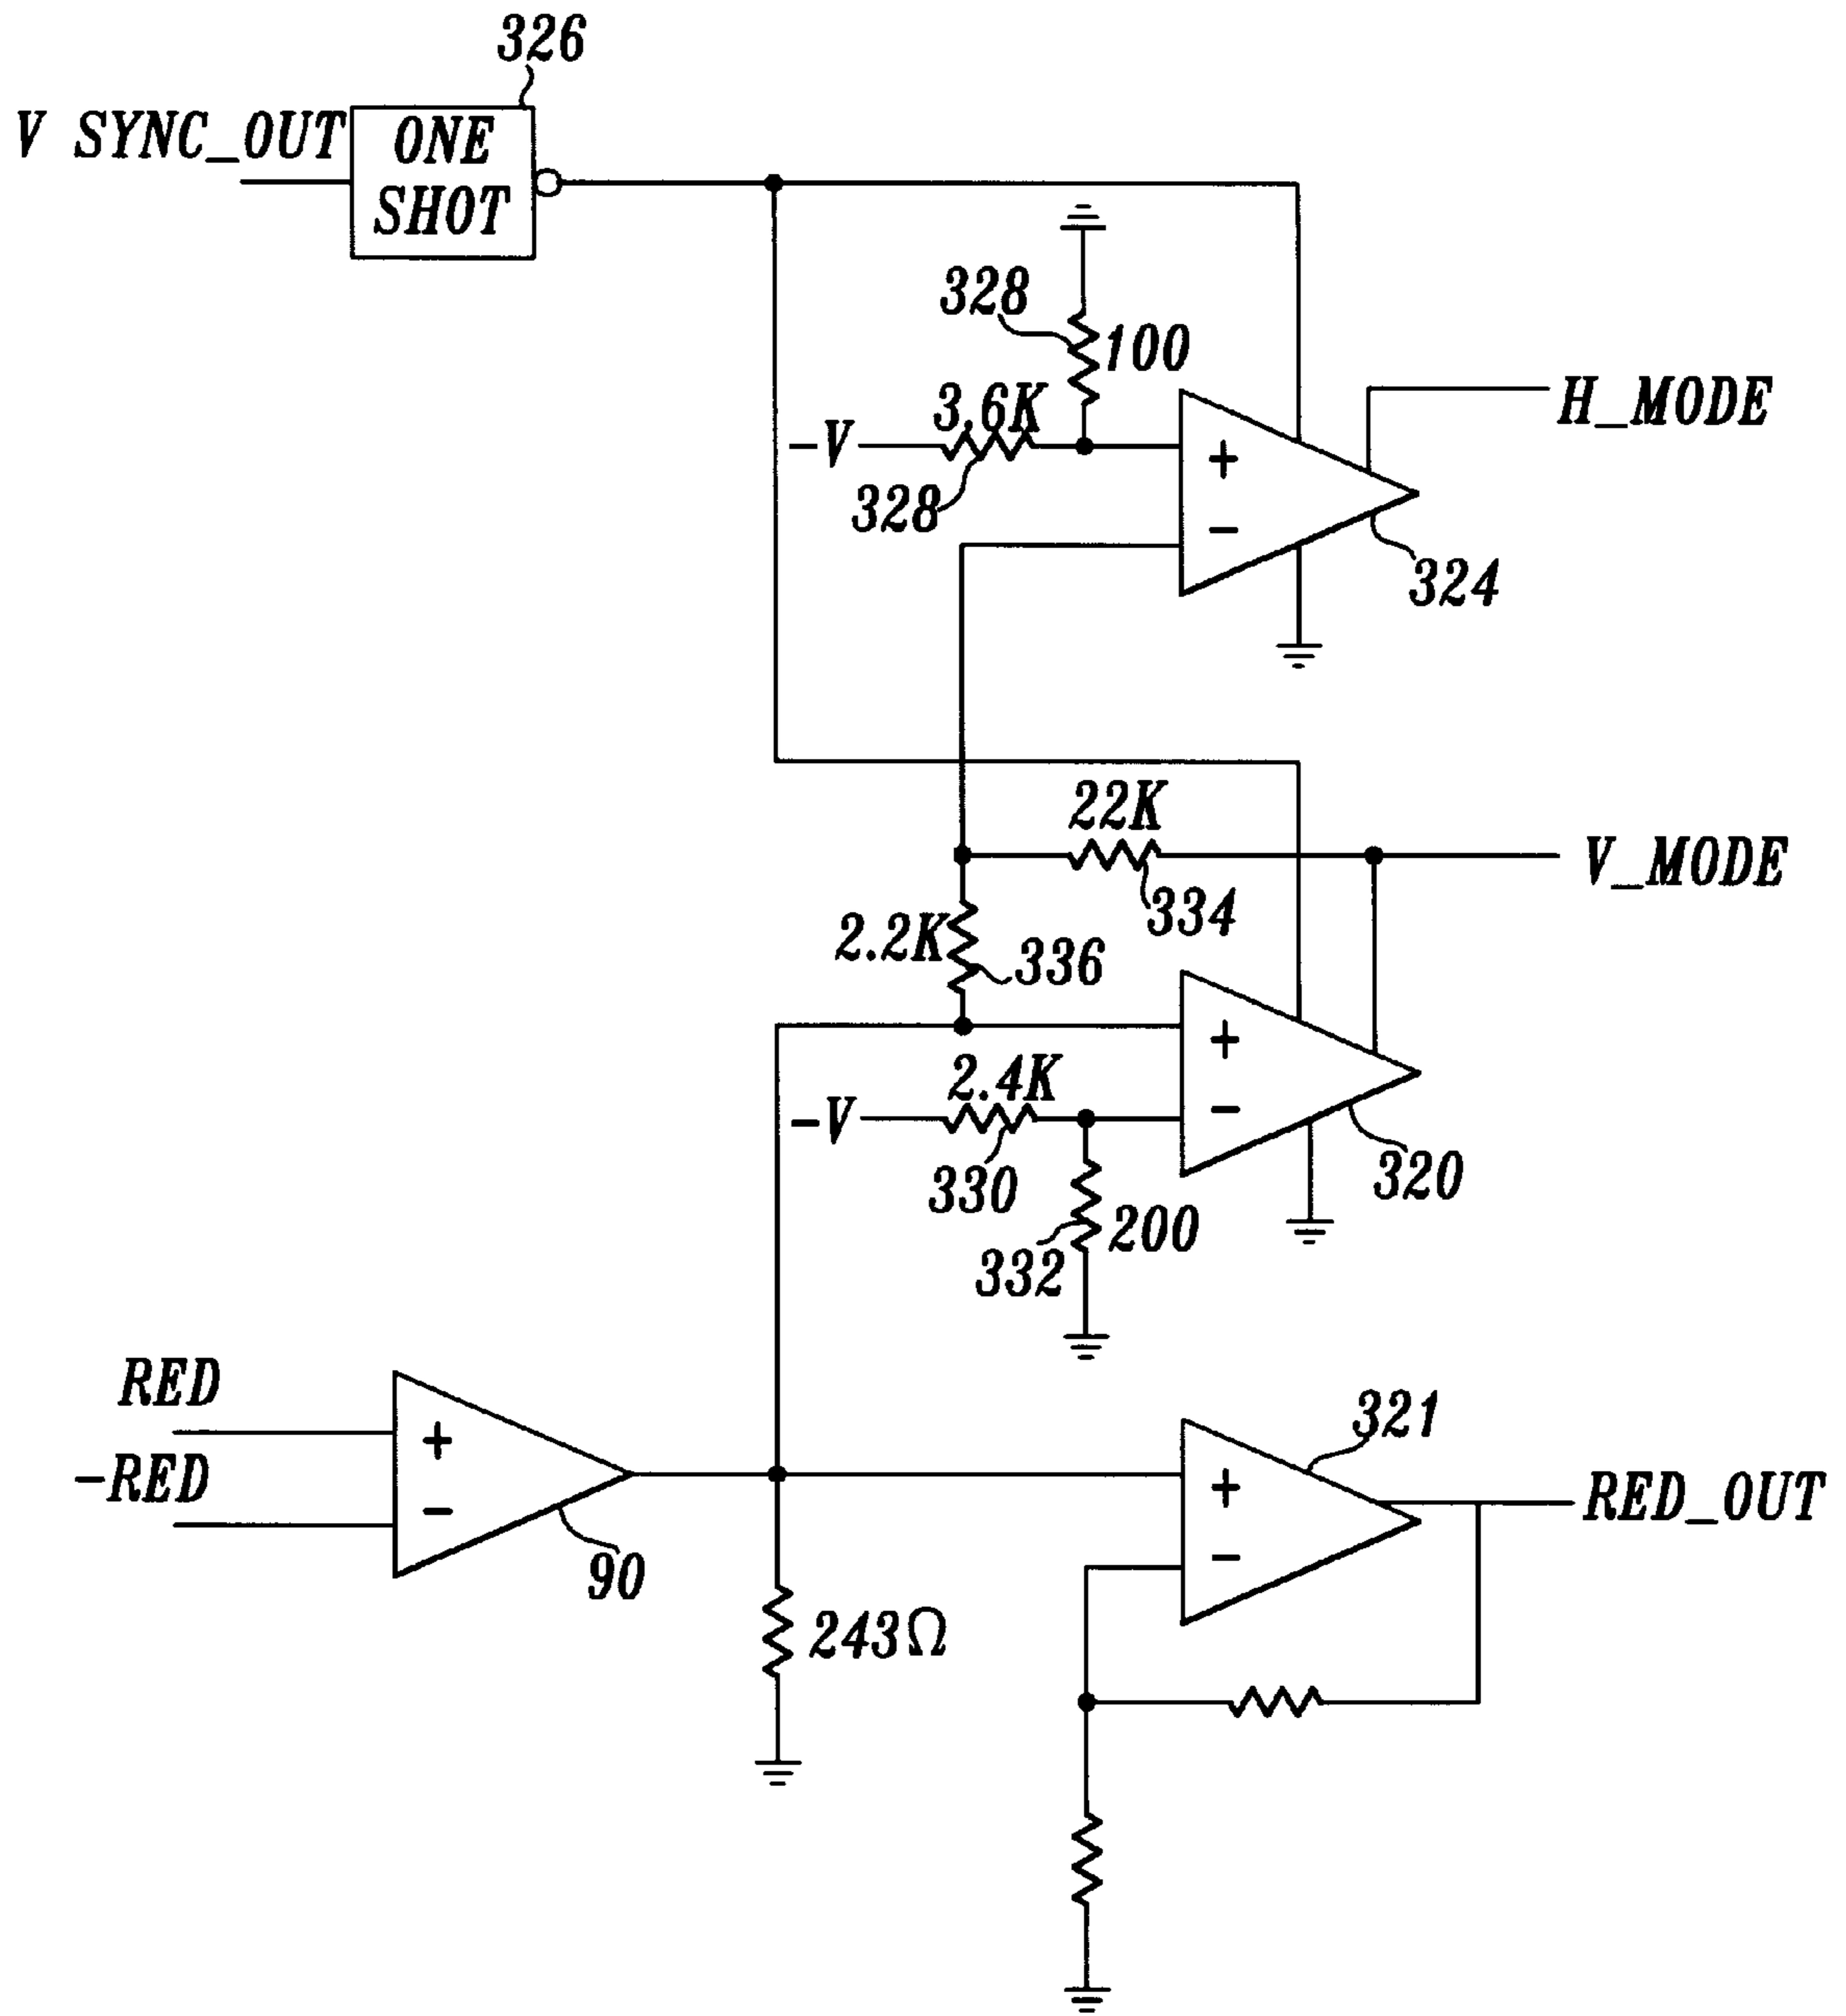 326
V SYNC_OUT
ONE
SHOT
328
100
3.6K
-V
328
+
-
H_MODE
324
22K
V_MODE
334
2.2K
336
+
-
2.4K
-V
330
200
332
320
RED
-RED
+
-
90
321
+
-
RED_OUT
243Ω